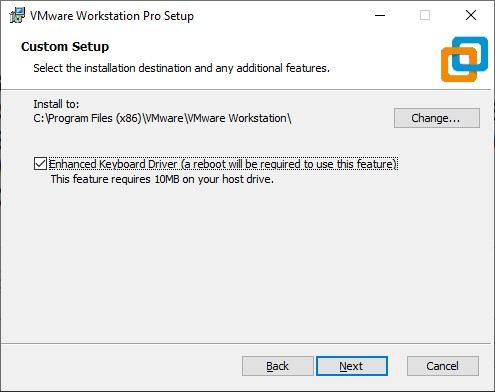 VMware Workstation Pro Setup
Custom Setup
Select the installation destination and any additional features.
Install to:
C:\Program Files (x86)\VMware\VMware Workstation\
Change...
Enhanced Keyboard Driver (a reboot will be required to use this feature)
This feature requires 10MB on your host drive.
Back
Next
Cancel